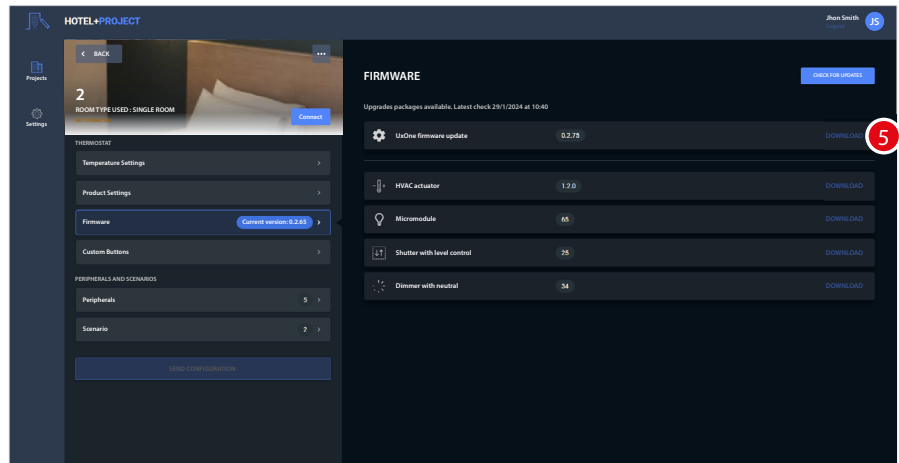 HOTEL+PROJECT
Jhon Smith
Logout
JS
Projects
Settings
BACK
2
ROOM TYPE USED : SINGLE ROOM
Connect
THERMOSTAT
Temperature Settings
Product Settings
Firmware Current version: 0.2.65
Custom Buttons
PERIPHERALS AND SCENARIOS
Peripherals 5
Scenario 2
SEND CONFIGURATION
FIRMWARE
CHECK FOR UPDATES
Upgrades packages available. Latest check 29/1/2024 at 10:40
UxOne firmware update 0.2.75 DOWNLOAD
5
HVAC actuator 1.2.0 DOWNLOAD
Micromodule 65 DOWNLOAD
Shutter with level control 25 DOWNLOAD
Dimmer with neutral 34 DOWNLOAD